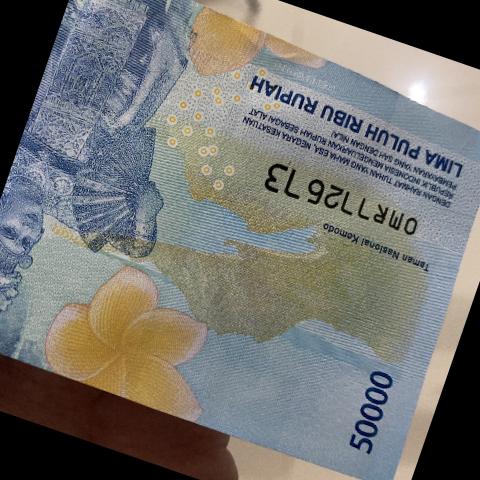 50000
Taman Nasional Komodo
OMR772673
DENGAN RAHMAT TUHAN YANG MAHA ESA, NEGARA KESATUAN
REPUBLIK INDONESIA MENGELUARKAN RUPIAH SEBAGAI ALAT
PEMBAYARAN YANG SAH DENGAN NILAI
LIMA PULUH RIBU RUPIAH